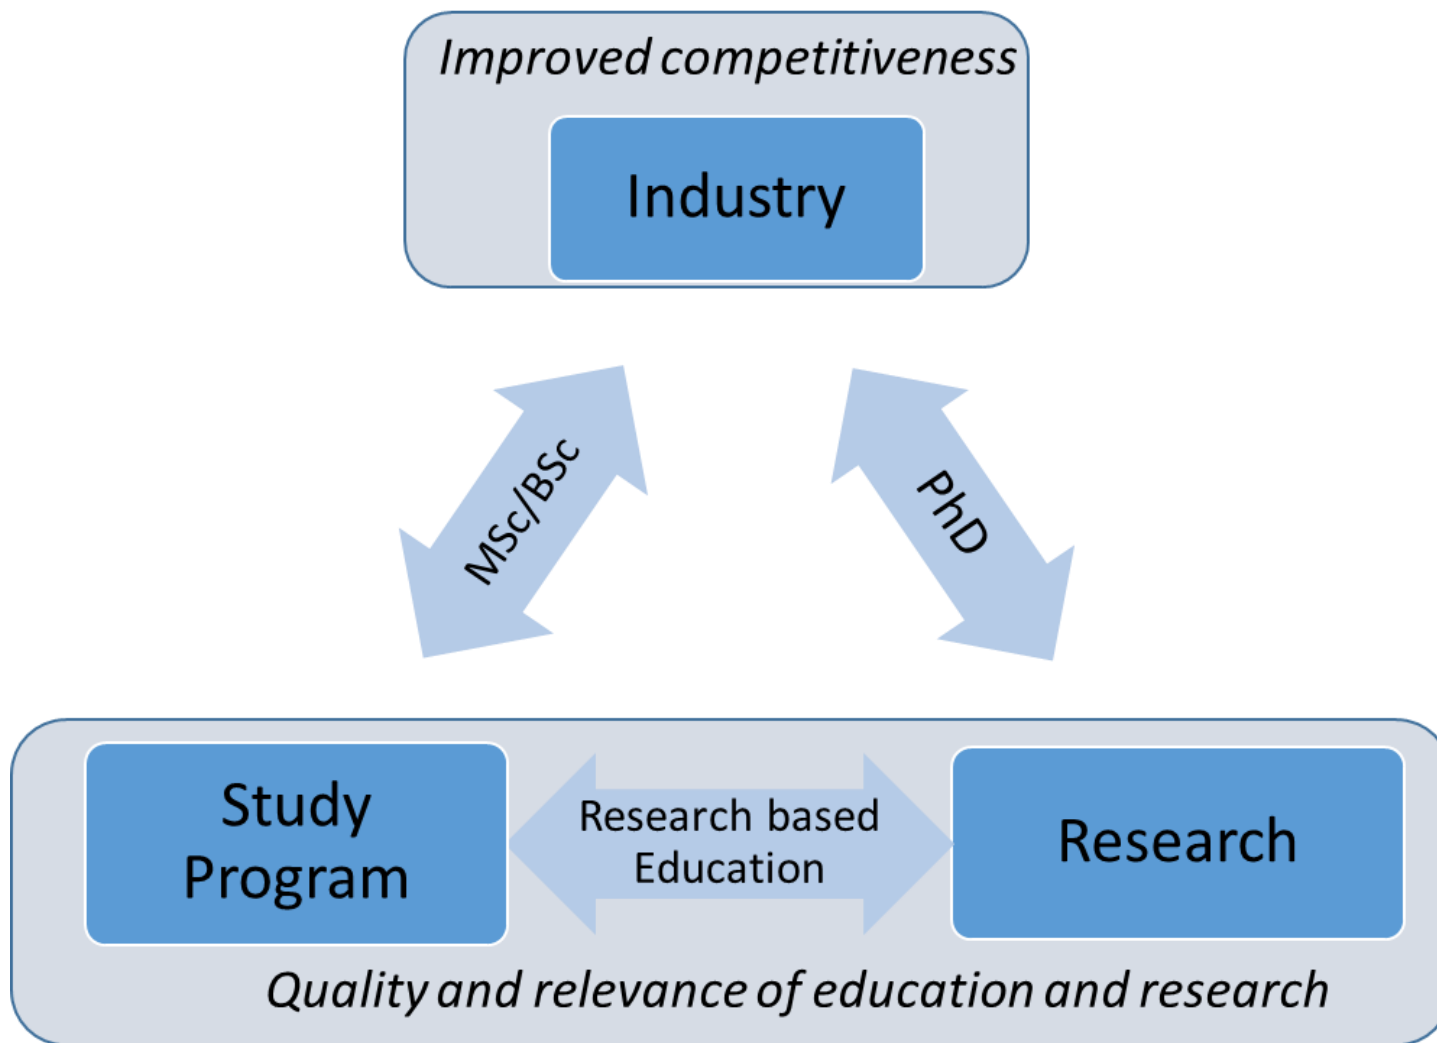 Improved competitiveness
Industry
MSc/BSc
PhD
Study
Program
Research based
Education
Research
Quality and relevance of education and research